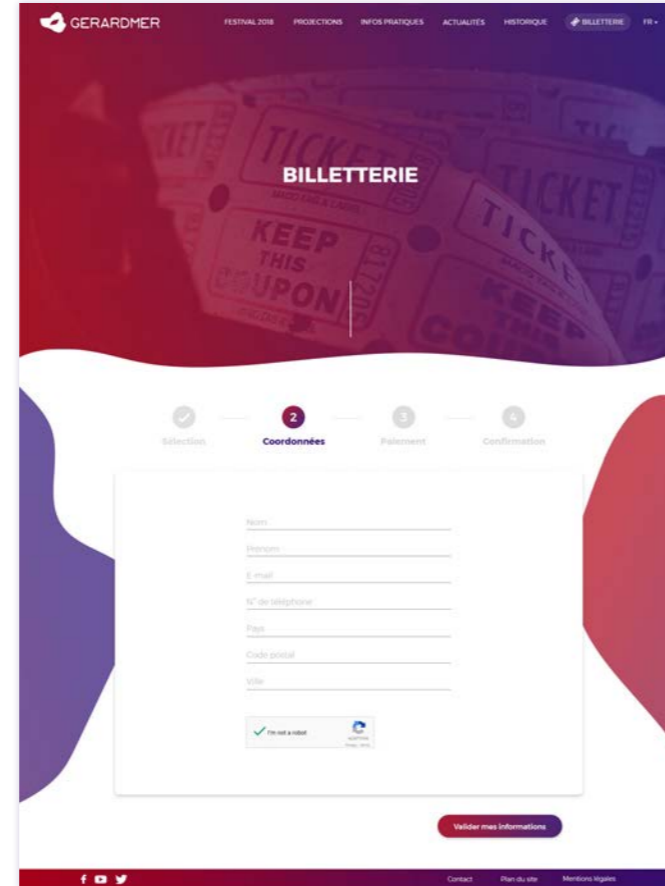 GERARDMER
FESTIVAL 2018 PROJECTIONS INFOS PRATIQUES ACTUALITÉS HISTORIQUE BILLETTERIE FR
BILLETTERIE
TICKET
TICKET
KEEP
THIS
COUPON
817205
KEEP
THIS
2 3 4
Sélection Coordonnées Paiement Confirmation
Nom
Prénom
E-mail
N° de téléphone
Pays
Code postal
Ville
I'm not a robot
reCAPTCHA
Valider mes informations
Contact Plan du site Mentions légales